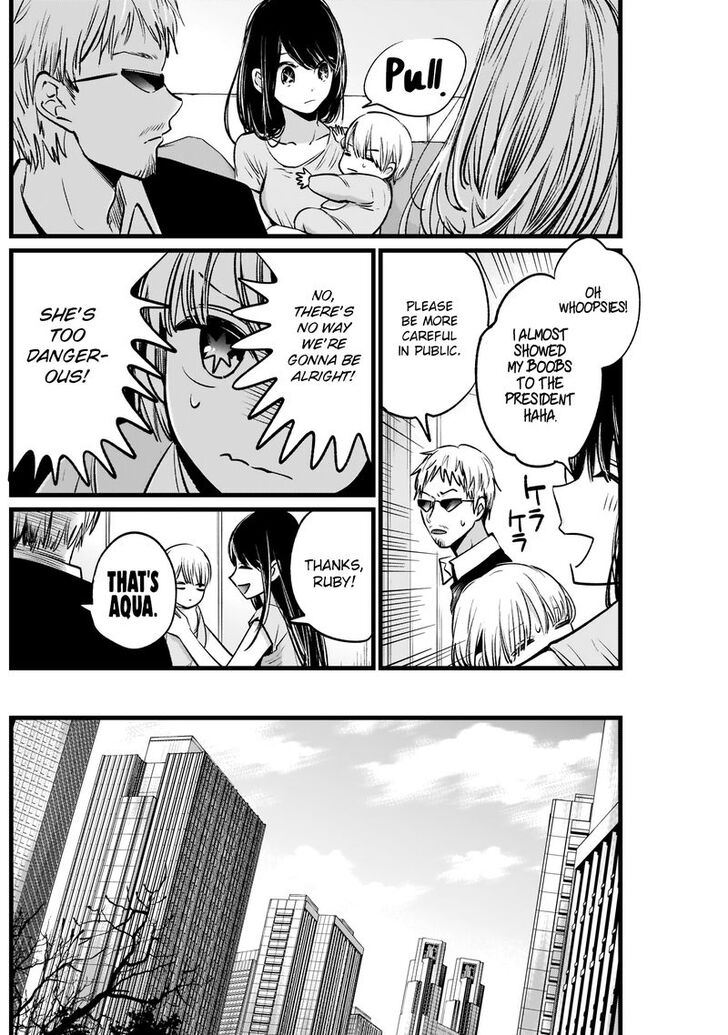 Pull.
OH
WHOOPSIES!
I ALMOST
SHOWED
MY BOOBS
TO THE
PRESIDENT
HAHA.
PLEASE
BE MORE
CAREFUL
IN PUBLIC.
ケラ
ケラ
NO,
THERE'S
NO WAY
WE'RE
GONNA BE
ALRIGHT!
SHE'S
TOO
DANGER-
OUS!
THANKS,
RUBY!
THAT'S
AQUA.